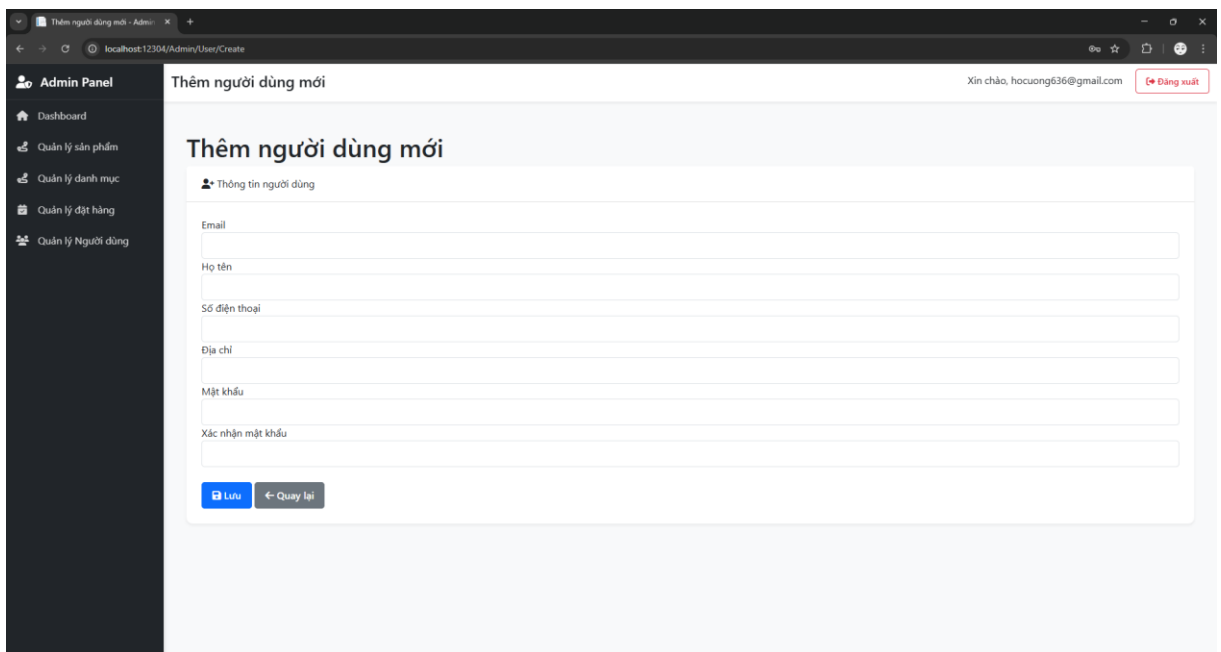 Thêm người dùng mới - Admin
localhost:12304/Admin/User/Create
Admin Panel
Thêm người dùng mới
Xin chào, hocuong636@gmail.com
Đăng xuất
Dashboard
Quản lý sản phẩm
Quản lý danh mục
Quản lý đặt hàng
Quản lý Người dùng
Thêm người dùng mới
Thông tin người dùng
Email
Họ tên
Số điện thoại
Địa chỉ
Mật khẩu
Xác nhận mật khẩu
Lưu
Quay lại